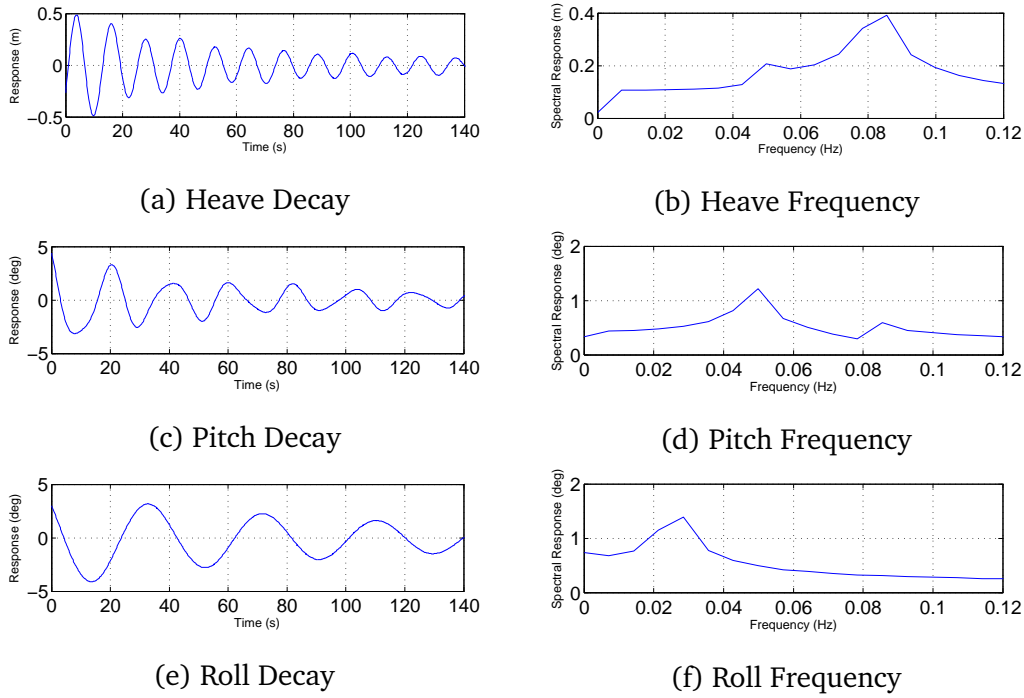 Response (m)
0.5
0
−0.5
0 20 40 60 80 100 120 140
Time (s)
(a) Heave Decay
Spectral Response (m)
0.4
0.2
0
0 0.02 0.04 0.06 0.08 0.1 0.12
Frequency (Hz)
(b) Heave Frequency
Response (deg)
5
0
−5
0 20 40 60 80 100 120 140
Time (s)
(c) Pitch Decay
Spectral Response (deg)
2
1
0
0 0.02 0.04 0.06 0.08 0.1 0.12
Frequency (Hz)
(d) Pitch Frequency
Response (deg)
5
0
−5
0 20 40 60 80 100 120 140
Time (s)
(e) Roll Decay
Spectral Response (deg)
2
1
0
0 0.02 0.04 0.06 0.08 0.1 0.12
Frequency (Hz)
(f) Roll Frequency